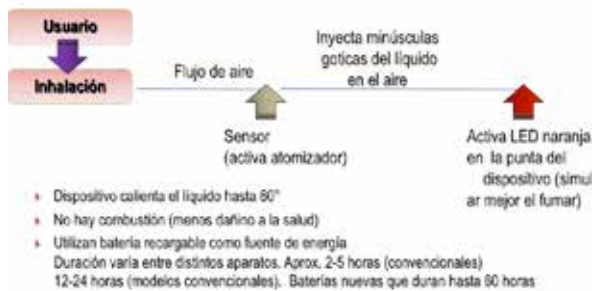 Usuario
Inhalación
Flujo de aire
Inyecta minúsculas
goticas del líquido
en el aire
Sensor
(activa atomizador)
Activa LED naranja
en la punta del
dispositivo (simul
ar mejor el fumar)
Dispositivo calienta el líquido hasta 60°
No hay combustión (menos dañino a la salud)
Utilizan batería recargable como fuente de energía
Duración varia entre distintos aparatos. Aprox. 2-5 horas (convencionales)
12-24 horas (modelos convencionales). Baterías nuevas que duran hasta 60 horas